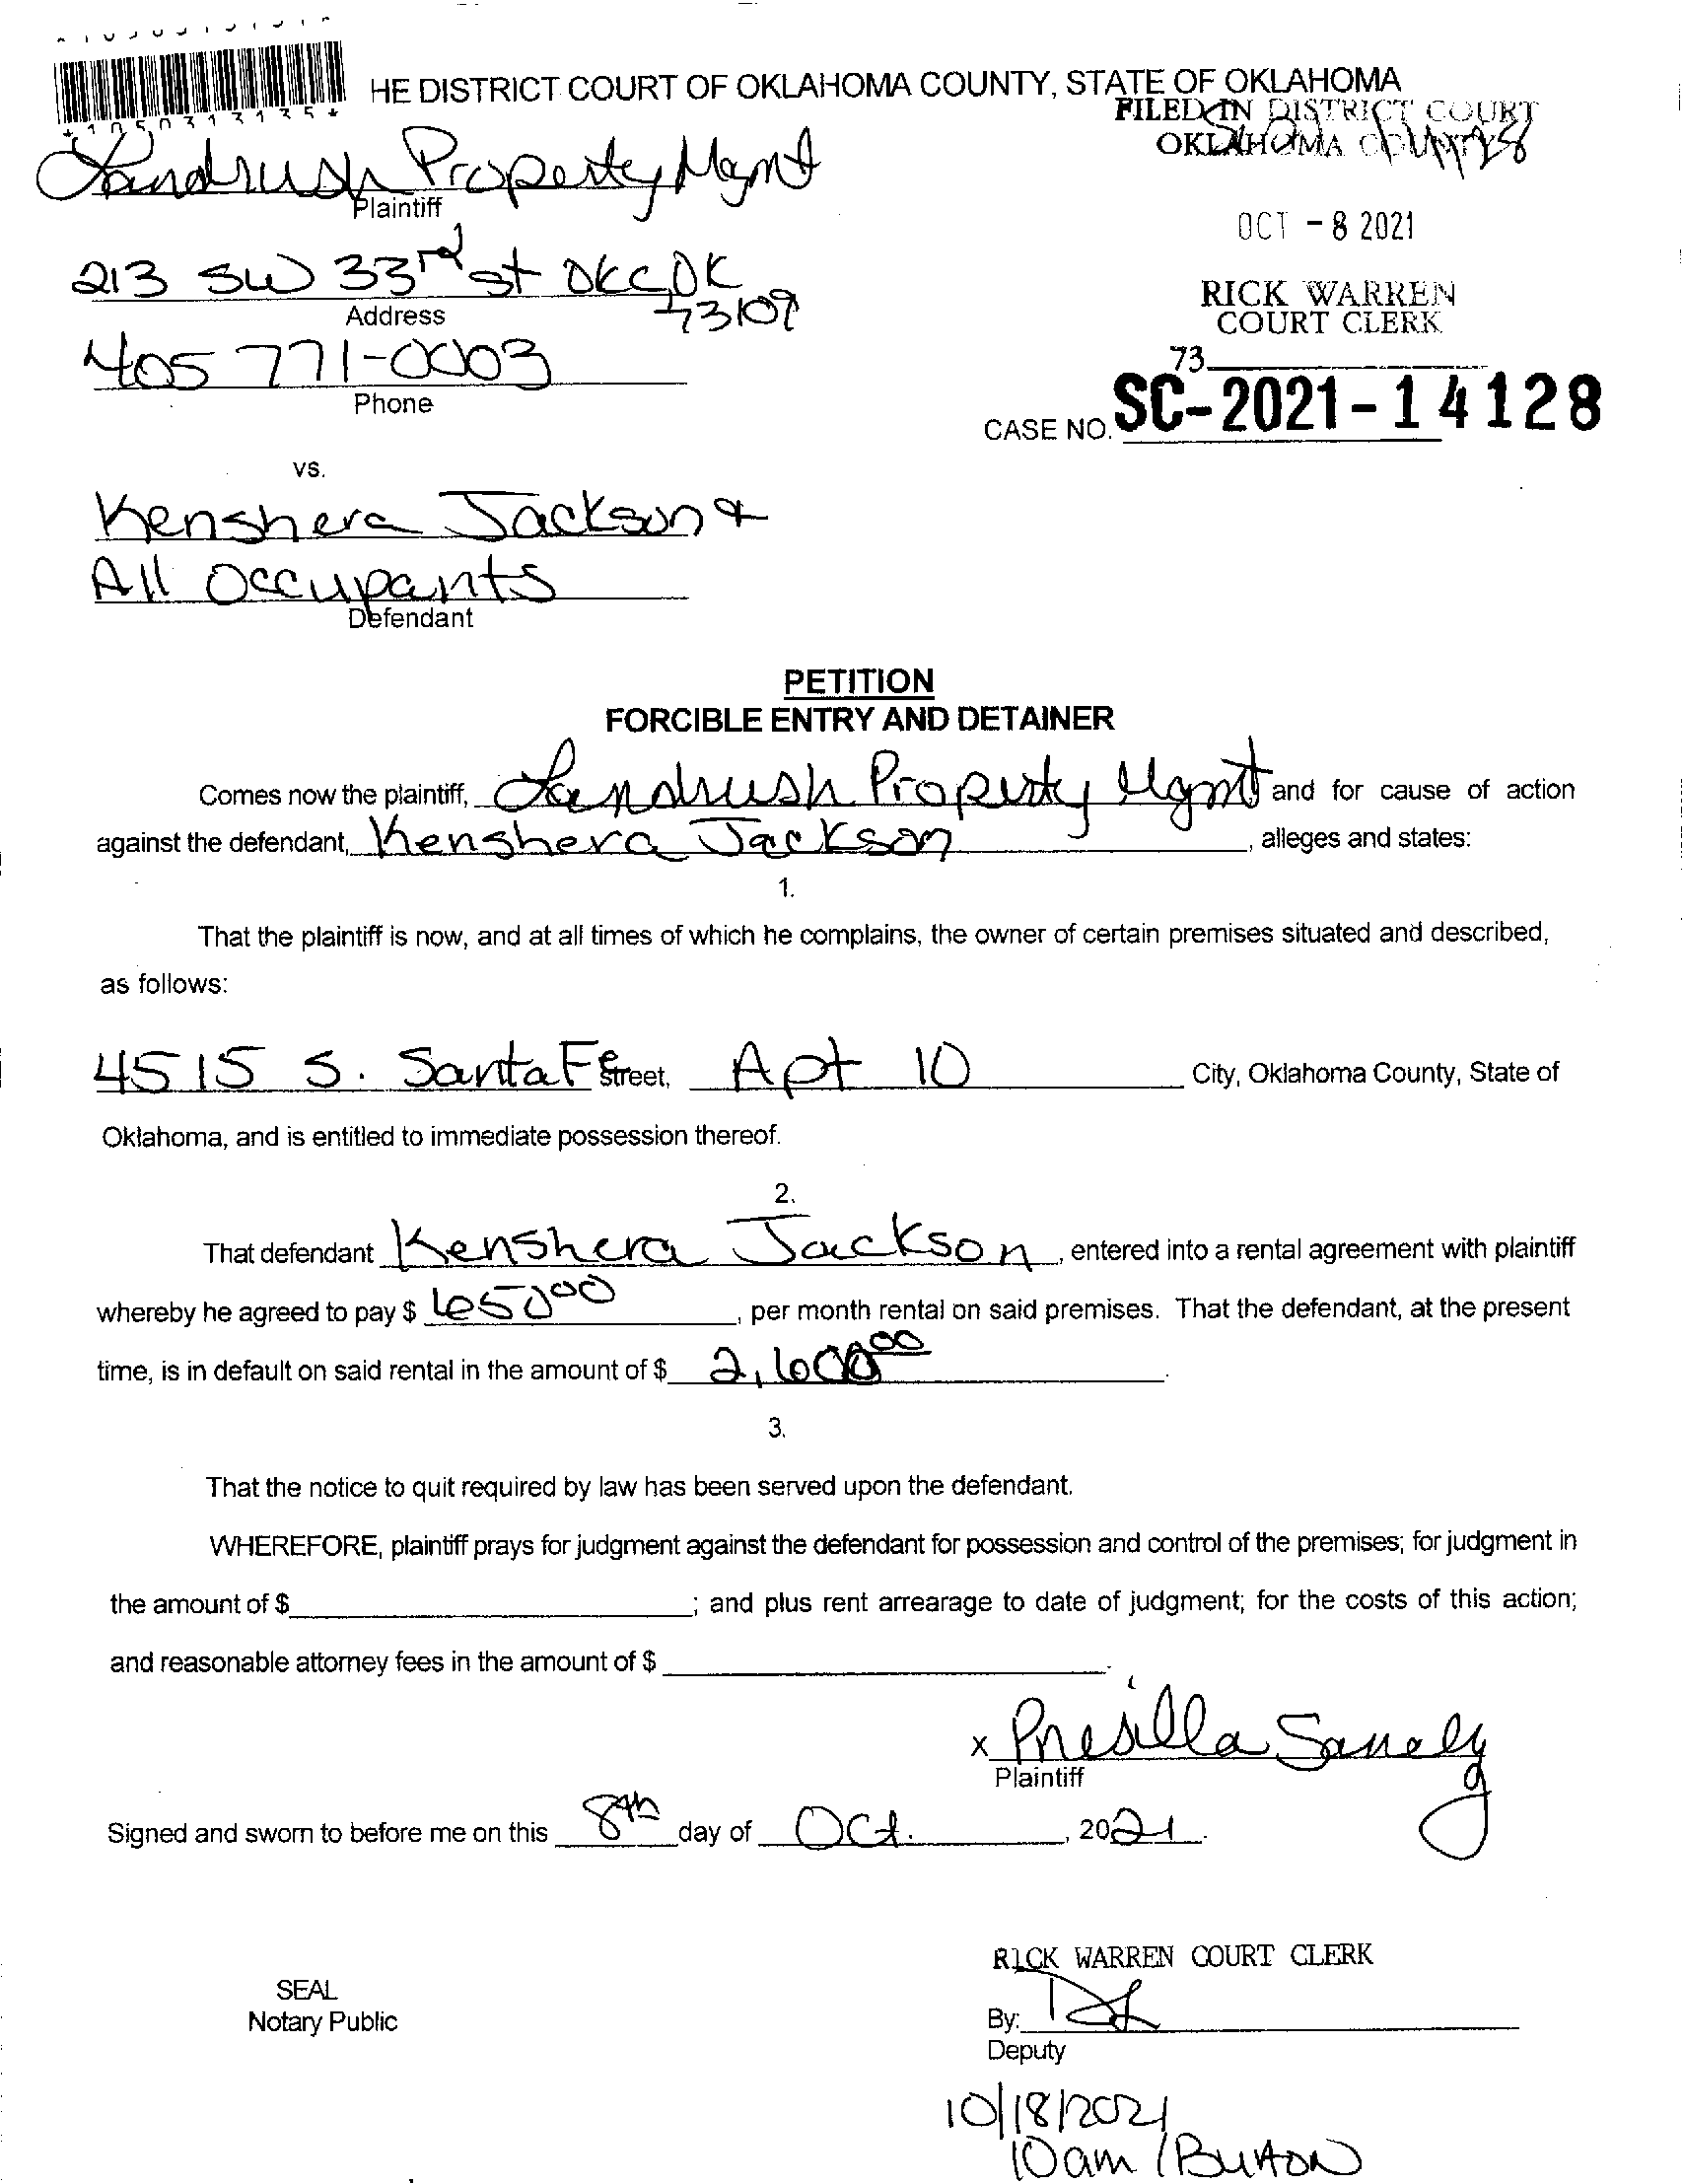 HE DISTRICT COURT OF OKLAHOMA COUNTY, STATE OF OKLAHOMA
*1050313135*
FILED IN DISTRICT COURT
OKLAHOMA COUNTY
Landrush Property Mgmt
Plaintiff
OCT - 8 2021
213 SW 33rd st OKC OK
73109
Address
RICK WARREN
COURT CLERK
405 771-0003
Phone
73
CASE NO. SC-2021-14128
vs.
Kenshera Jackson &
All Occupants
Defendant
PETITION
FORCIBLE ENTRY AND DETAINER
Comes now the plaintiff, Landrush Property Mgmt and for cause of action
against the defendant, Kenshera Jackson, alleges and states:
1.
That the plaintiff is now, and at all times of which he complains, the owner of certain premises situated and described,
as follows:
4515 S. Santa Fe Street, Apt 10 City, Oklahoma County, State of
Oklahoma, and is entitled to immediate possession thereof.
2.
That defendant Kenshera Jackson, entered into a rental agreement with plaintiff
whereby he agreed to pay $ 650 00, per month rental on said premises. That the defendant, at the present
time, is in default on said rental in the amount of $ 2,600 00.
3.
That the notice to quit required by law has been served upon the defendant.
WHEREFORE, plaintiff prays for judgment against the defendant for possession and control of the premises; for judgment in
the amount of $ ; and plus rent arrearage to date of judgment; for the costs of this action;
and reasonable attorney fees in the amount of $ .
x Presilla
Plaintiff
Signed and sworn to before me on this 8th day of Oct., 2021.
RICK WARREN COURT CLERK
SEAL
Notary Public
By:
Deputy
10/18/2021
10am / Burton